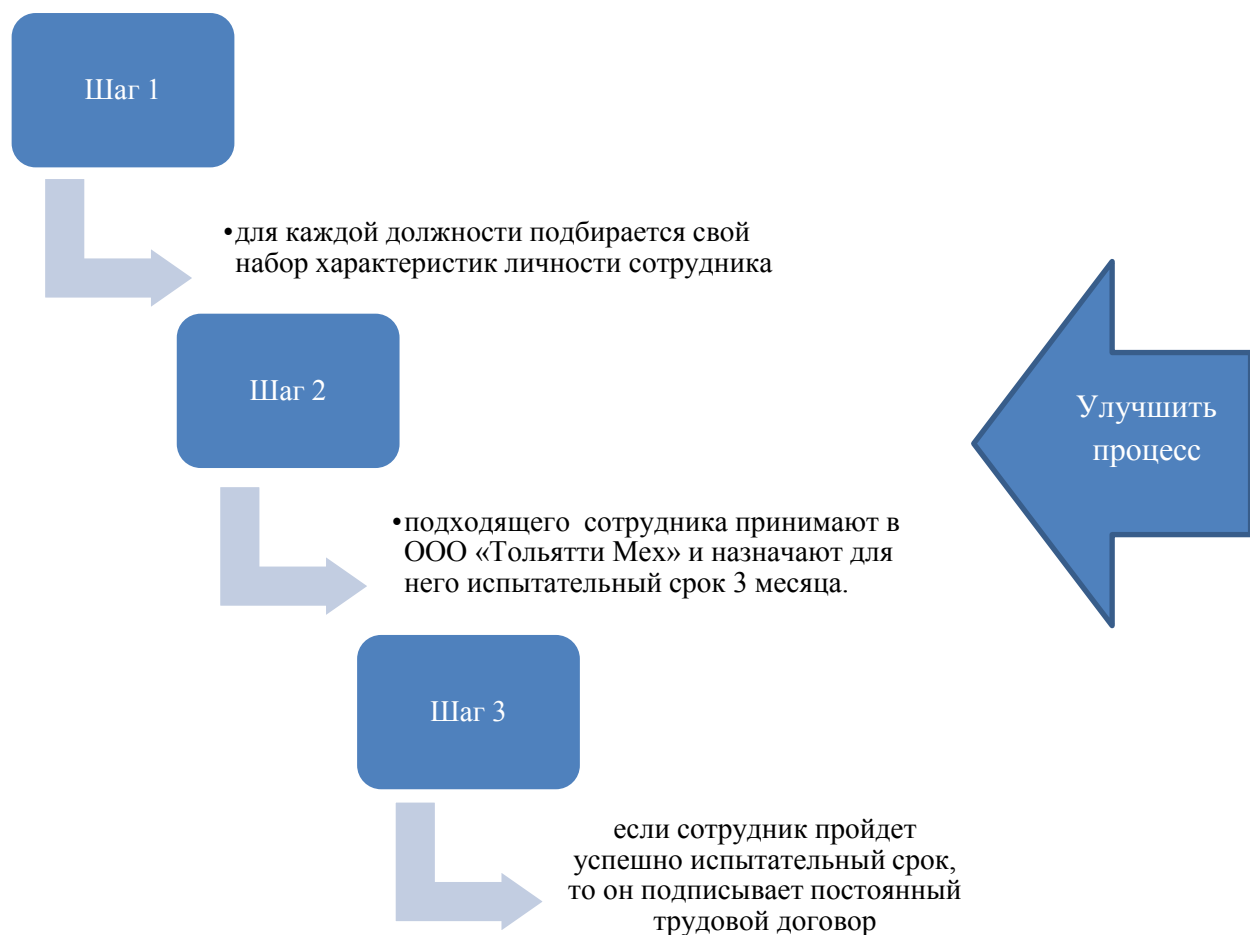 Шаг 1
•для каждой должности подбирается свой
набор характеристик личности сотрудника
Шаг 2
Улучшить
процесс
•подходящего сотрудника принимают в
ООО «Тольятти Мех» и назначают для
него испытательный срок 3 месяца.
Шаг 3
если сотрудник пройдет
успешно испытательный срок,
то он подписывает постоянный
трудовой договор